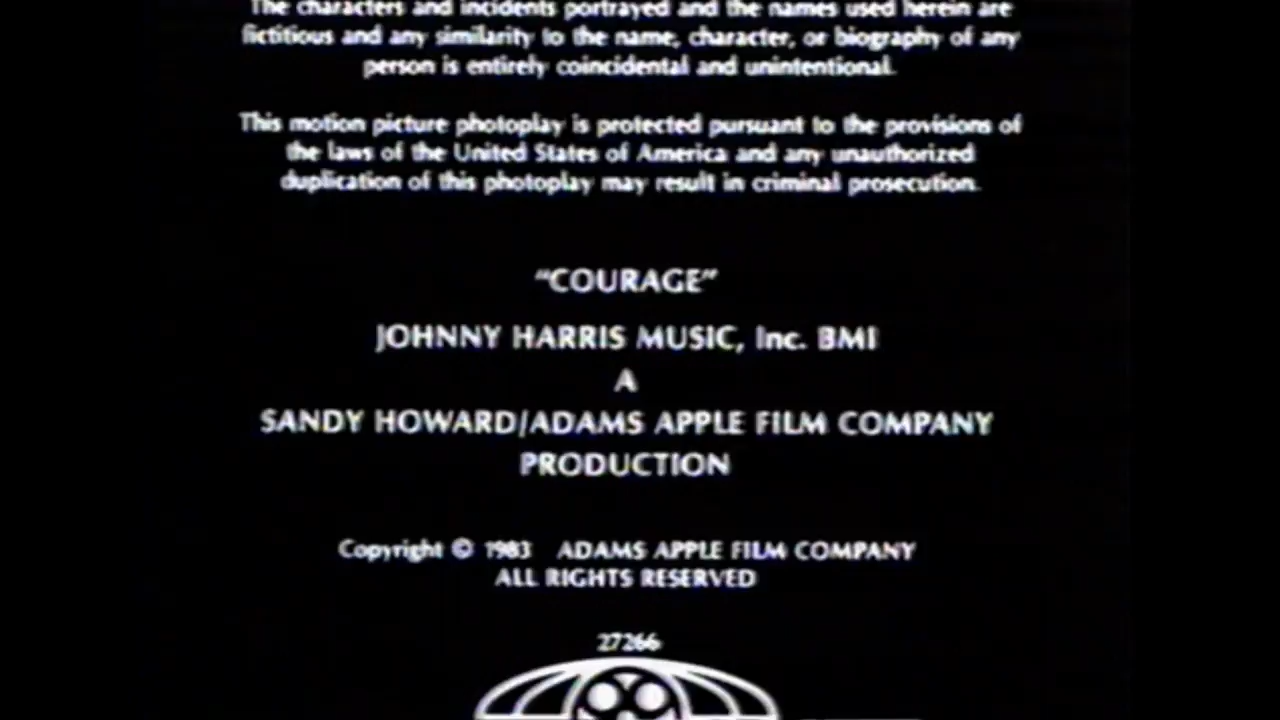 The characters and incidents portrayed and the names used herein are
fictitious and any similarity to the name, character, or biography of any
person is entirely coincidental and unintentional.
This motion picture photoplay is protected pursuant to the provisions of
the laws of the United States of America and any unauthorized
duplication of this photoplay may result in criminal prosecution.
“COURAGE”
JOHNNY HARRIS MUSIC, Inc. BMI
A
SANDY HOWARD/ADAMS APPLE FILM COMPANY
PRODUCTION
Copyright © 1983 ADAMS APPLE FILM COMPANY
ALL RIGHTS RESERVED
27266